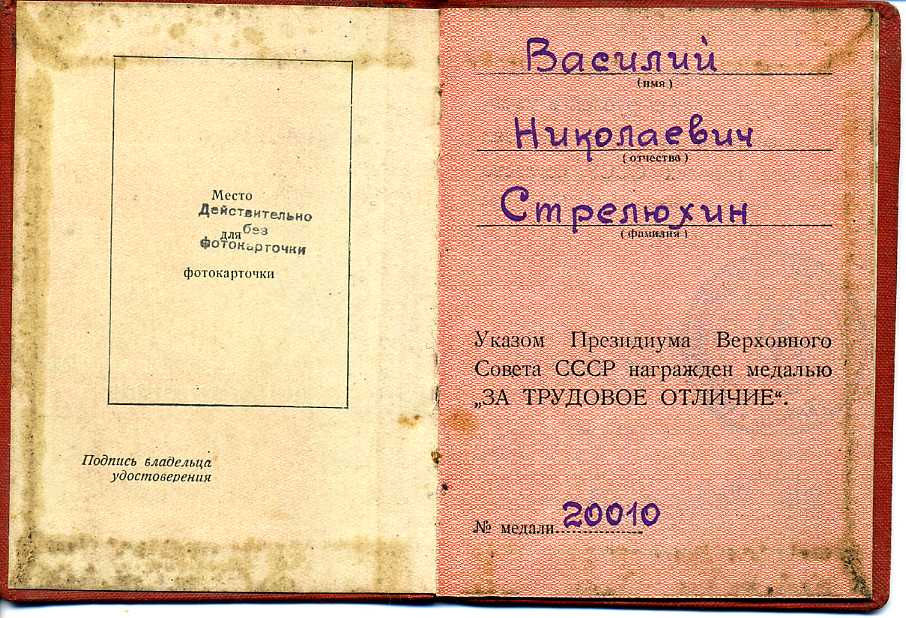 Место
Действительно
для без
фотокарточки
фотокарточки
Подпись владельца
удостоверения
Василий
(имя)
Николаевич
(отчество)
Стрелюхин
(фамилия)
Указом Президиума Верховного
Совета СССР награжден медалью
„ЗА ТРУДОВОЕ ОТЛИЧИЕ“.
№ медали 20010